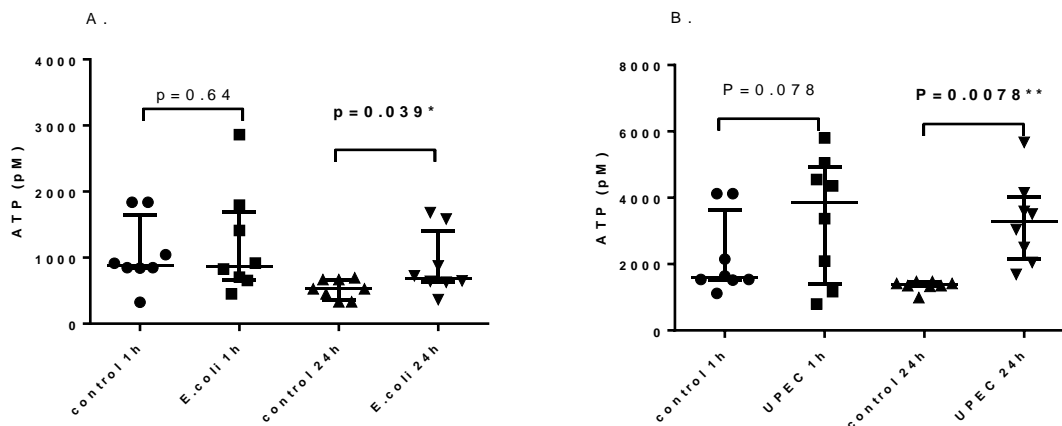 A.
B.
4000
3000
2000
1000
0
ATP (pM)
p=0.64
p=0.039*
control 1h
E.coli 1h
control 24h
E.coli 24h
8000
6000
4000
2000
0
ATP (pM)
P=0.078
P=0.0078**
control 1h
UPEC 1h
control 24h
UPEC 24h